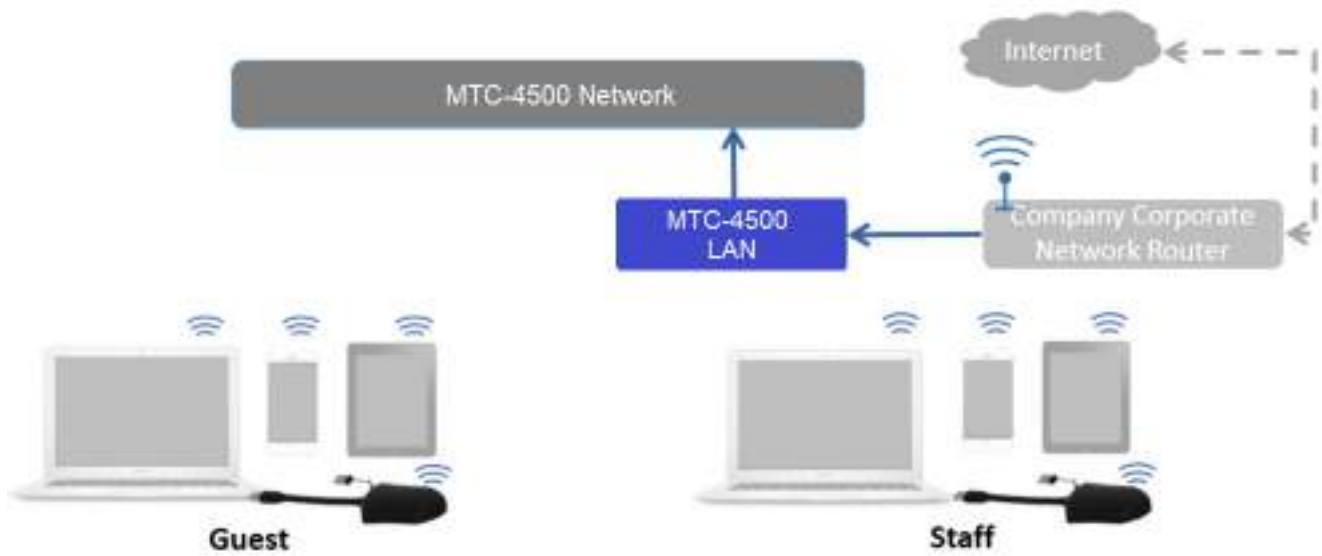 Internet
MTC-4500 Network
MTC-4500
LAN
Company Corporate
Network Router
Guest
Staff